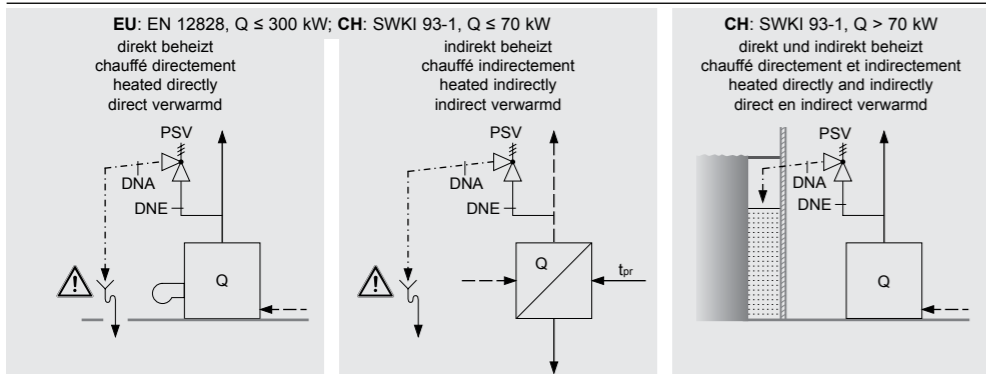 EU: EN 12828, Q ≤ 300 kW; CH: SWKI 93-1, Q ≤ 70 kW
direkt beheizt
chauffé directement
heated directly
direct verwarmd
PSV
DNA
DNE
Q
indirekt beheizt
chauffé indirectement
heated indirectly
indirect verwarmd
PSV
DNA
DNE
Q
tpr
CH: SWKI 93-1, Q > 70 kW
direkt und indirekt beheizt
chauffé directement et indirectement
heated directly and indirectly
direct en indirect verwarmd
PSV
DNA
DNE
Q